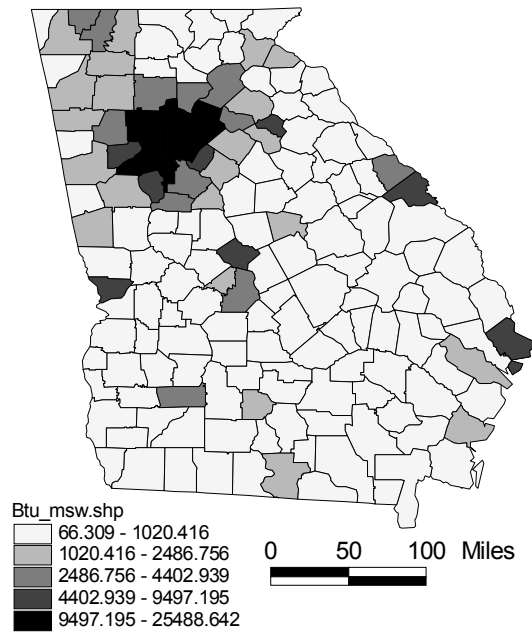 Btu_msw.shp
66.309 - 1020.416
1020.416 - 2486.756
2486.756 - 4402.939
4402.939 - 9497.195
9497.195 - 25488.642
0 50 100 Miles